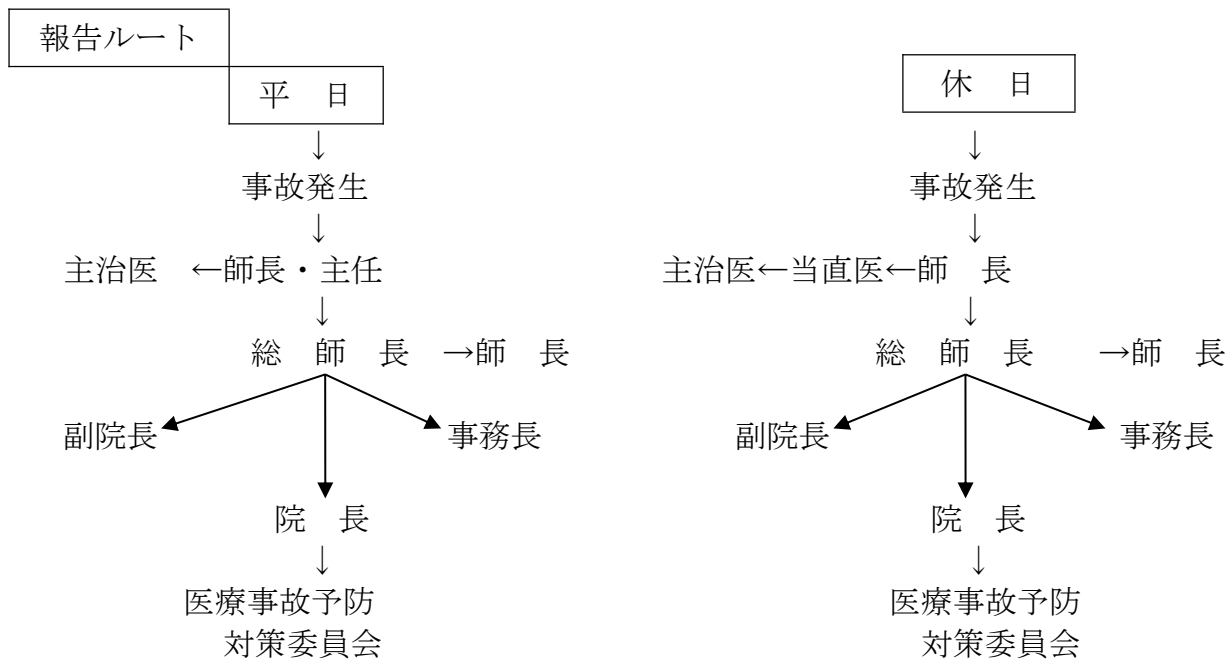 報告ルート
平　日
↓
事故発生
↓
主治医　←師長・主任
↓
総　師　長　→師　長
副院長
事務長
院　長
↓
医療事故予防
対策委員会
休　日
↓
事故発生
↓
主治医←当直医←師　長
↓
総　師　長　　→師　長
副院長
事務長
院　長
↓
医療事故予防
対策委員会